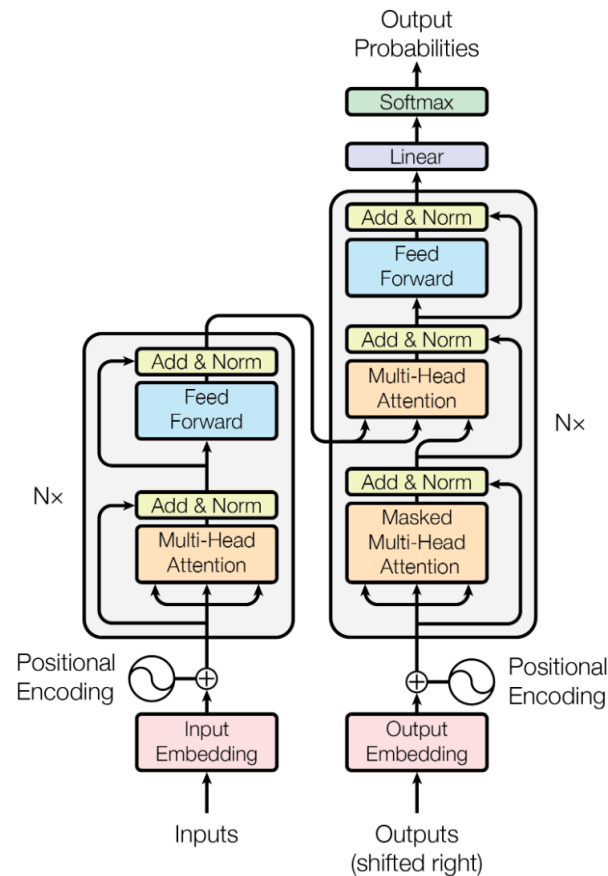 Output
Probabilities
Softmax
Linear
Add & Norm
Feed
Forward
Add & Norm
Multi-Head
Attention
Add & Norm
Masked
Multi-Head
Attention
N×
Add & Norm
Feed
Forward
Add & Norm
Multi-Head
Attention
N×
Positional
Encoding
Positional
Encoding
Input
Embedding
Output
Embedding
Inputs
Outputs
(shifted right)